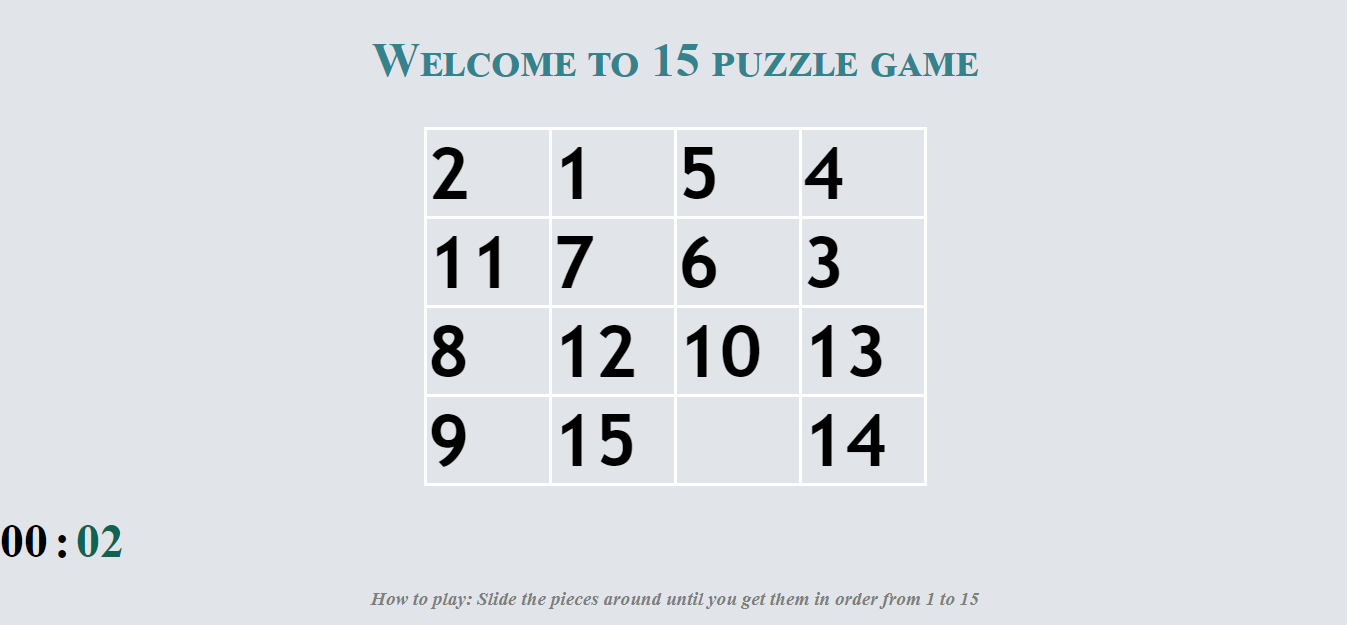 Welcome to 15 puzzle game
2 1 5 4
11 7 6 3
8 12 10 13
9 15 14
00:02
How to play: Slide the pieces around until you get them in order from 1 to 15